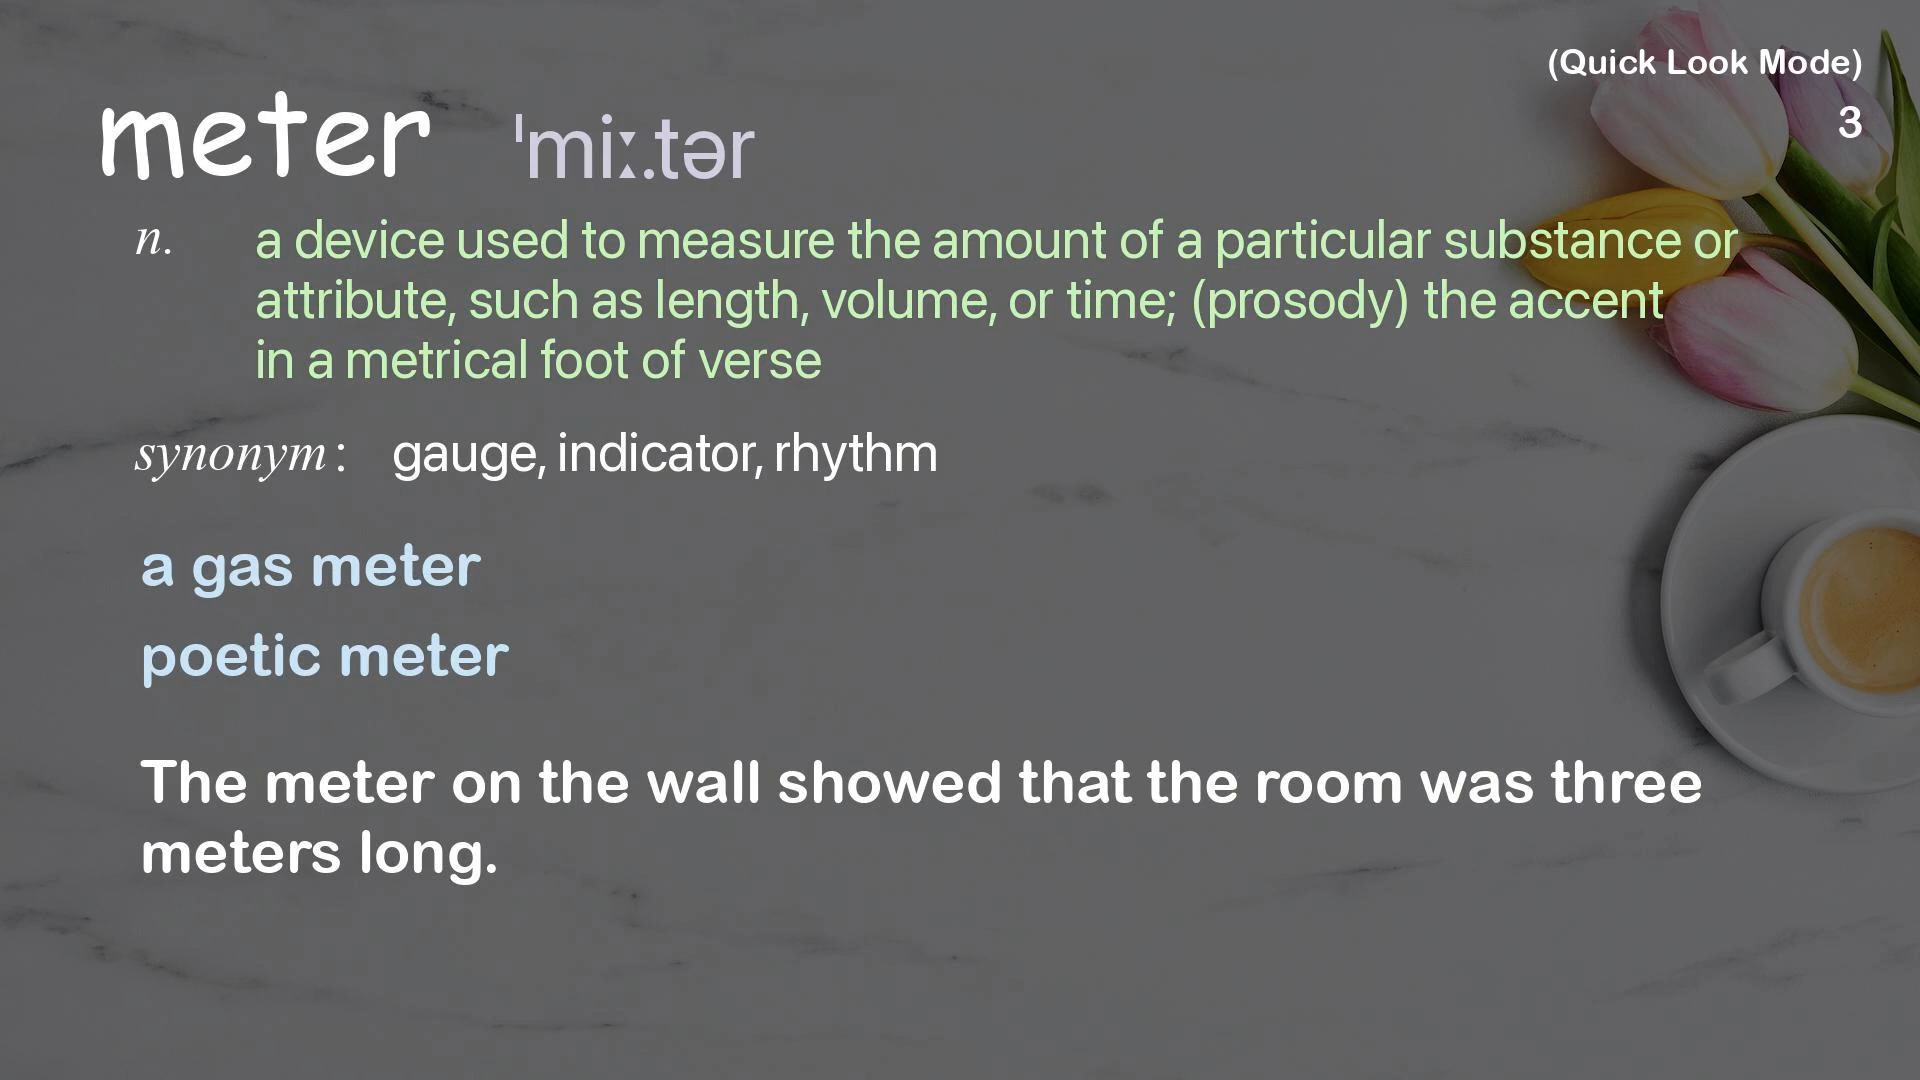 (Quick Look Mode)
3
meter ˈmiː.tər
n. a device used to measure the amount of a particular substance or
attribute, such as length, volume, or time; (prosody) the accent
in a metrical foot of verse
synonym: gauge, indicator, rhythm
a gas meter
poetic meter
The meter on the wall showed that the room was three
meters long.